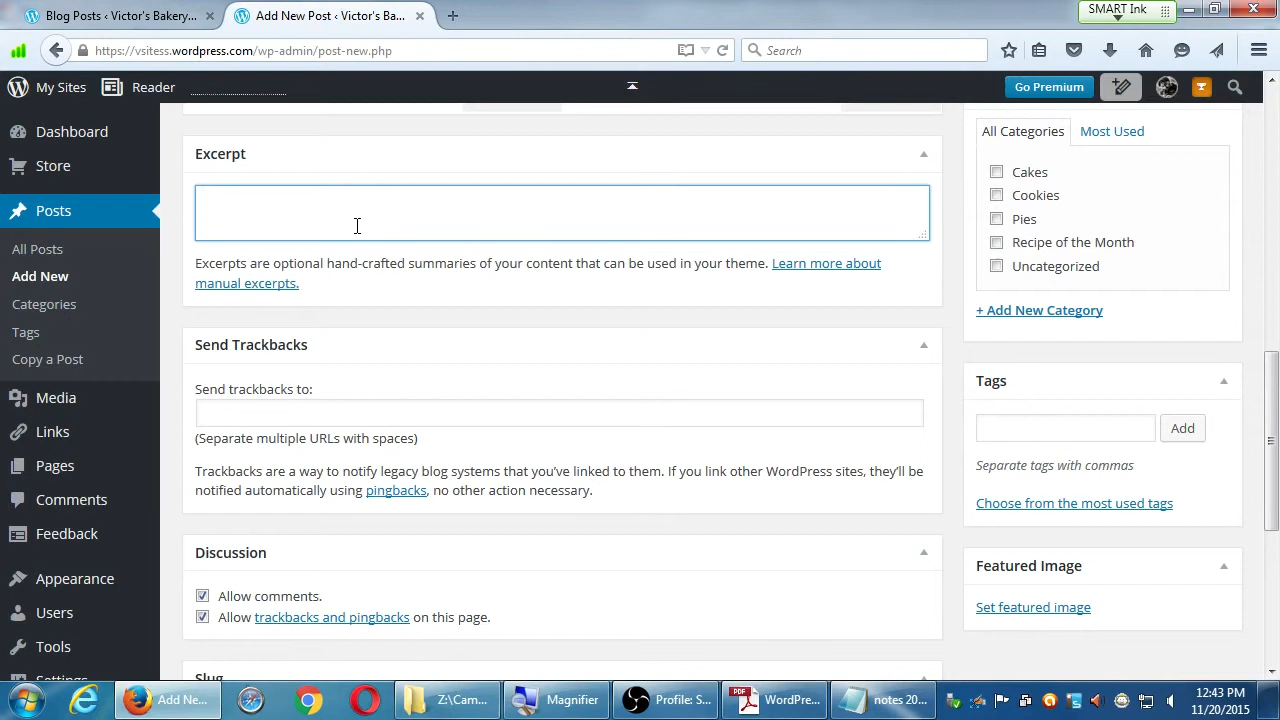 Blog Posts ‹ Victor's Bakery...
Add New Post ‹ Victor's Ba...
SMART Ink
https://vsitess.wordpress.com/wp-admin/post-new.php
Search
My Sites
Reader
Go Premium
Dashboard
Store
Posts
All Posts
Add New
Categories
Tags
Copy a Post
Media
Links
Pages
Comments
Feedback
Appearance
Users
Tools
Settings
Excerpt
Excerpts are optional hand-crafted summaries of your content that can be used in your theme. Learn more about
manual excerpts.
Send Trackbacks
Send trackbacks to:
(Separate multiple URLs with spaces)
Trackbacks are a way to notify legacy blog systems that you've linked to them. If you link other WordPress sites, they'll be
notified automatically using pingbacks, no other action necessary.
Discussion
Allow comments.
Allow trackbacks and pingbacks on this page.
Slug
All Categories
Most Used
Cakes
Cookies
Pies
Recipe of the Month
Uncategorized
+ Add New Category
Tags
Add
Separate tags with commas
Choose from the most used tags
Featured Image
Set featured image
Add Ne...
Z:\Cam...
Magnifier
Profile: S...
PDF
WordPre...
notes 20...
12:43 PM
11/20/2015